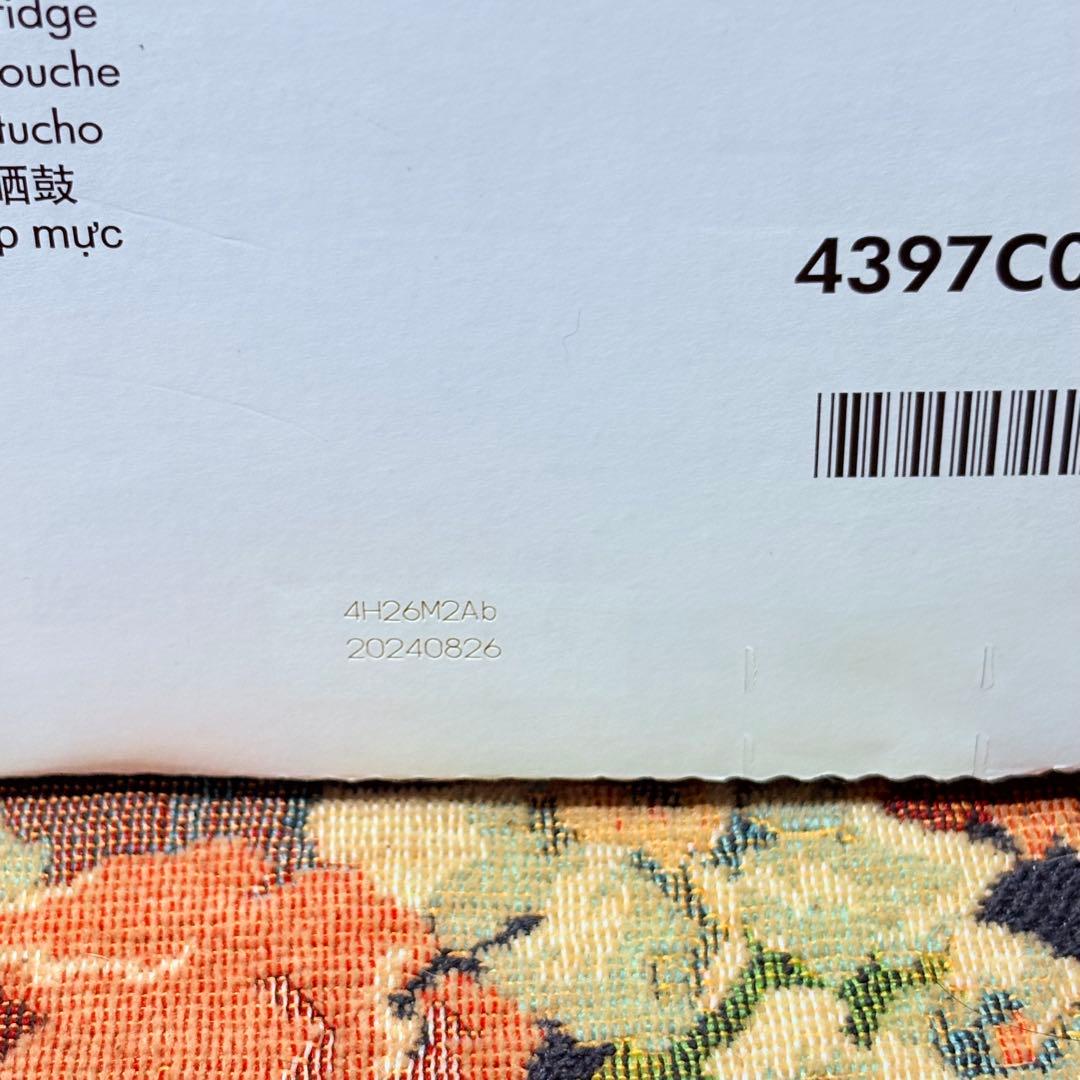 ridge
ouche
tucho
硒鼓
p mực
4397C0
4H26M2Ab
20240826